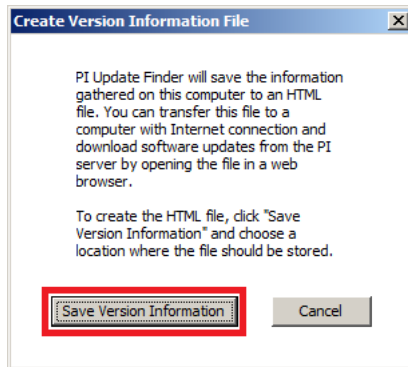 Create Version Information File
PI Update Finder will save the information
gathered on this computer to an HTML
file. You can transfer this file to a
computer with Internet connection and
download software updates from the PI
server by opening the file in a web
browser.
To create the HTML file, click "Save
Version Information" and choose a
location where the file should be stored.
Save Version Information
Cancel